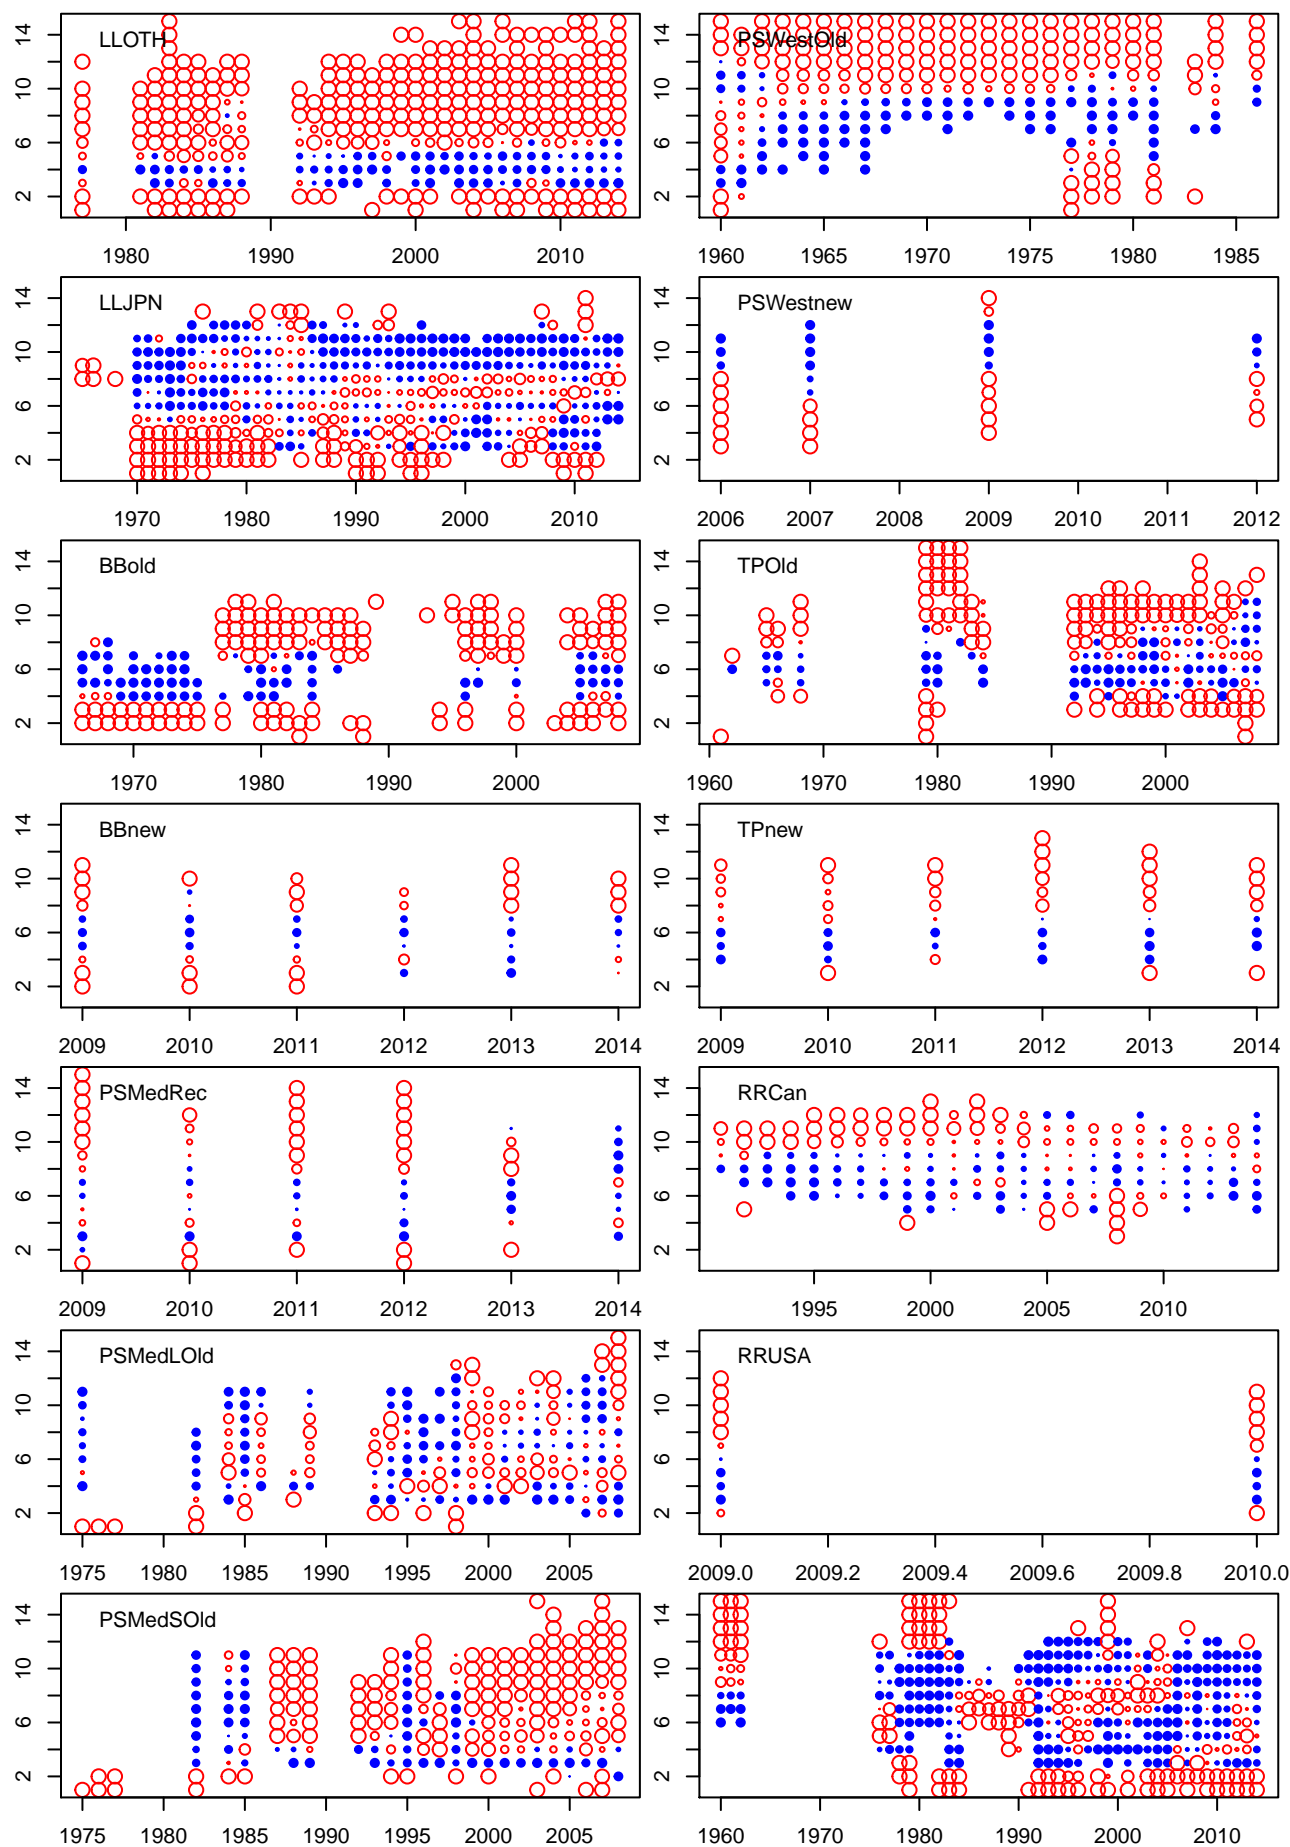 LLOTH
2 6 10 14
1980 1990 2000 2010
PSWestOld
2 6 10 14
1960 1965 1970 1975 1980 1985
LLJPN
2 6 10 14
1970 1980 1990 2000 2010
PSWestnew
2 6 10 14
2006 2007 2008 2009 2010 2011 2012
BBold
2 6 10 14
1970 1980 1990 2000
TPOld
2 6 10 14
1960 1970 1980 1990 2000
BBnew
2 6 10 14
2009 2010 2011 2012 2013 2014
TPnew
2 6 10 14
2009 2010 2011 2012 2013 2014
PSMedRec
2 6 10 14
2009 2010 2011 2012 2013 2014
RRCan
2 6 10 14
1995 2000 2005 2010
PSMedLOld
2 6 10 14
1975 1980 1985 1990 1995 2000 2005
RRUSA
2 6 10 14
2009.0 2009.2 2009.4 2009.6 2009.8 2010.0
PSMedSOld
2 6 10 14
1975 1980 1985 1990 1995 2000 2005
2 6 10 14
1960 1970 1980 1990 2000 2010